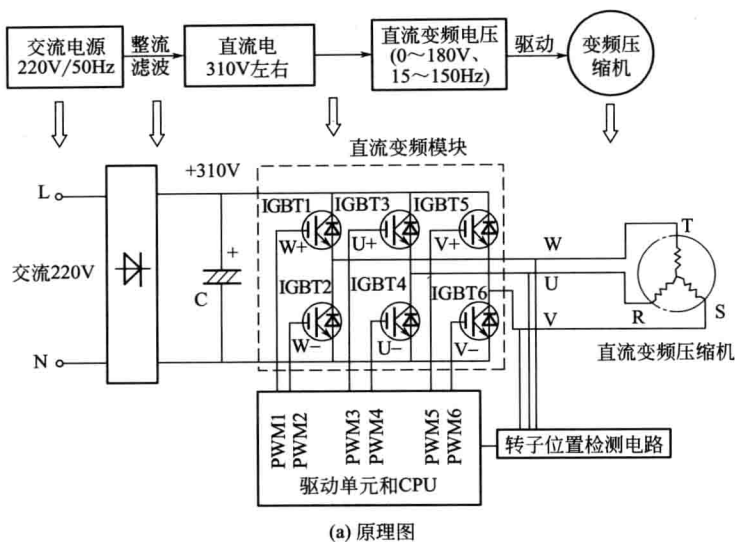 交流电源
220V/50Hz
整流
滤波
直流电
310V左右
直流变频电压
(0～180V、
15～150Hz)
驱动
变频压
缩机
直流变频模块
+310V
L
IGBT1
IGBT3
IGBT5
W+
U+
V+
T
W
交流220V
+
C
IGBT2
IGBT4
IGBT6
U
R
S
W−
U−
V−
V
N
直流变频压缩机
PWM1
PWM2
PWM3
PWM4
PWM5
PWM6
转子位置检测电路
驱动单元和CPU
(a) 原理图